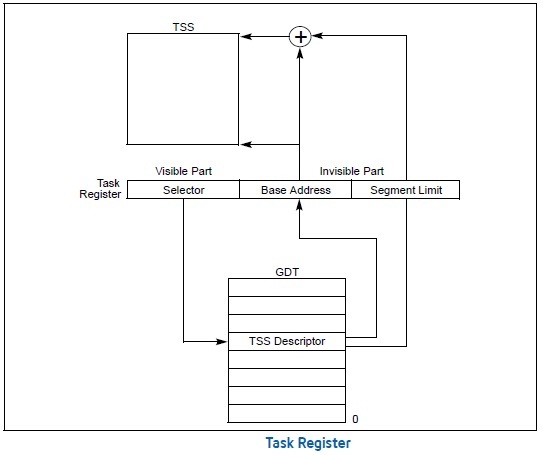 TSS
+
Visible Part Invisible Part
Task
Register
Selector Base Address Segment Limit
GDT
TSS Descriptor
0
Task Register